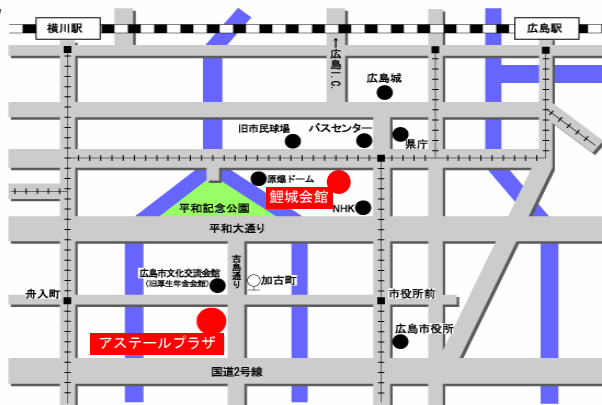 横川駅
広島駅
←広島I.C.
広島城
旧市民球場
バスセンター
県庁
原爆ドーム
鯉城会館
平和記念公園
NHK
平和大通り
吉島通り
広島市文化交流会館
(旧厚生年金会館)
加古町
舟入町
市役所前
アステールプラザ
広島市役所
国道2号線